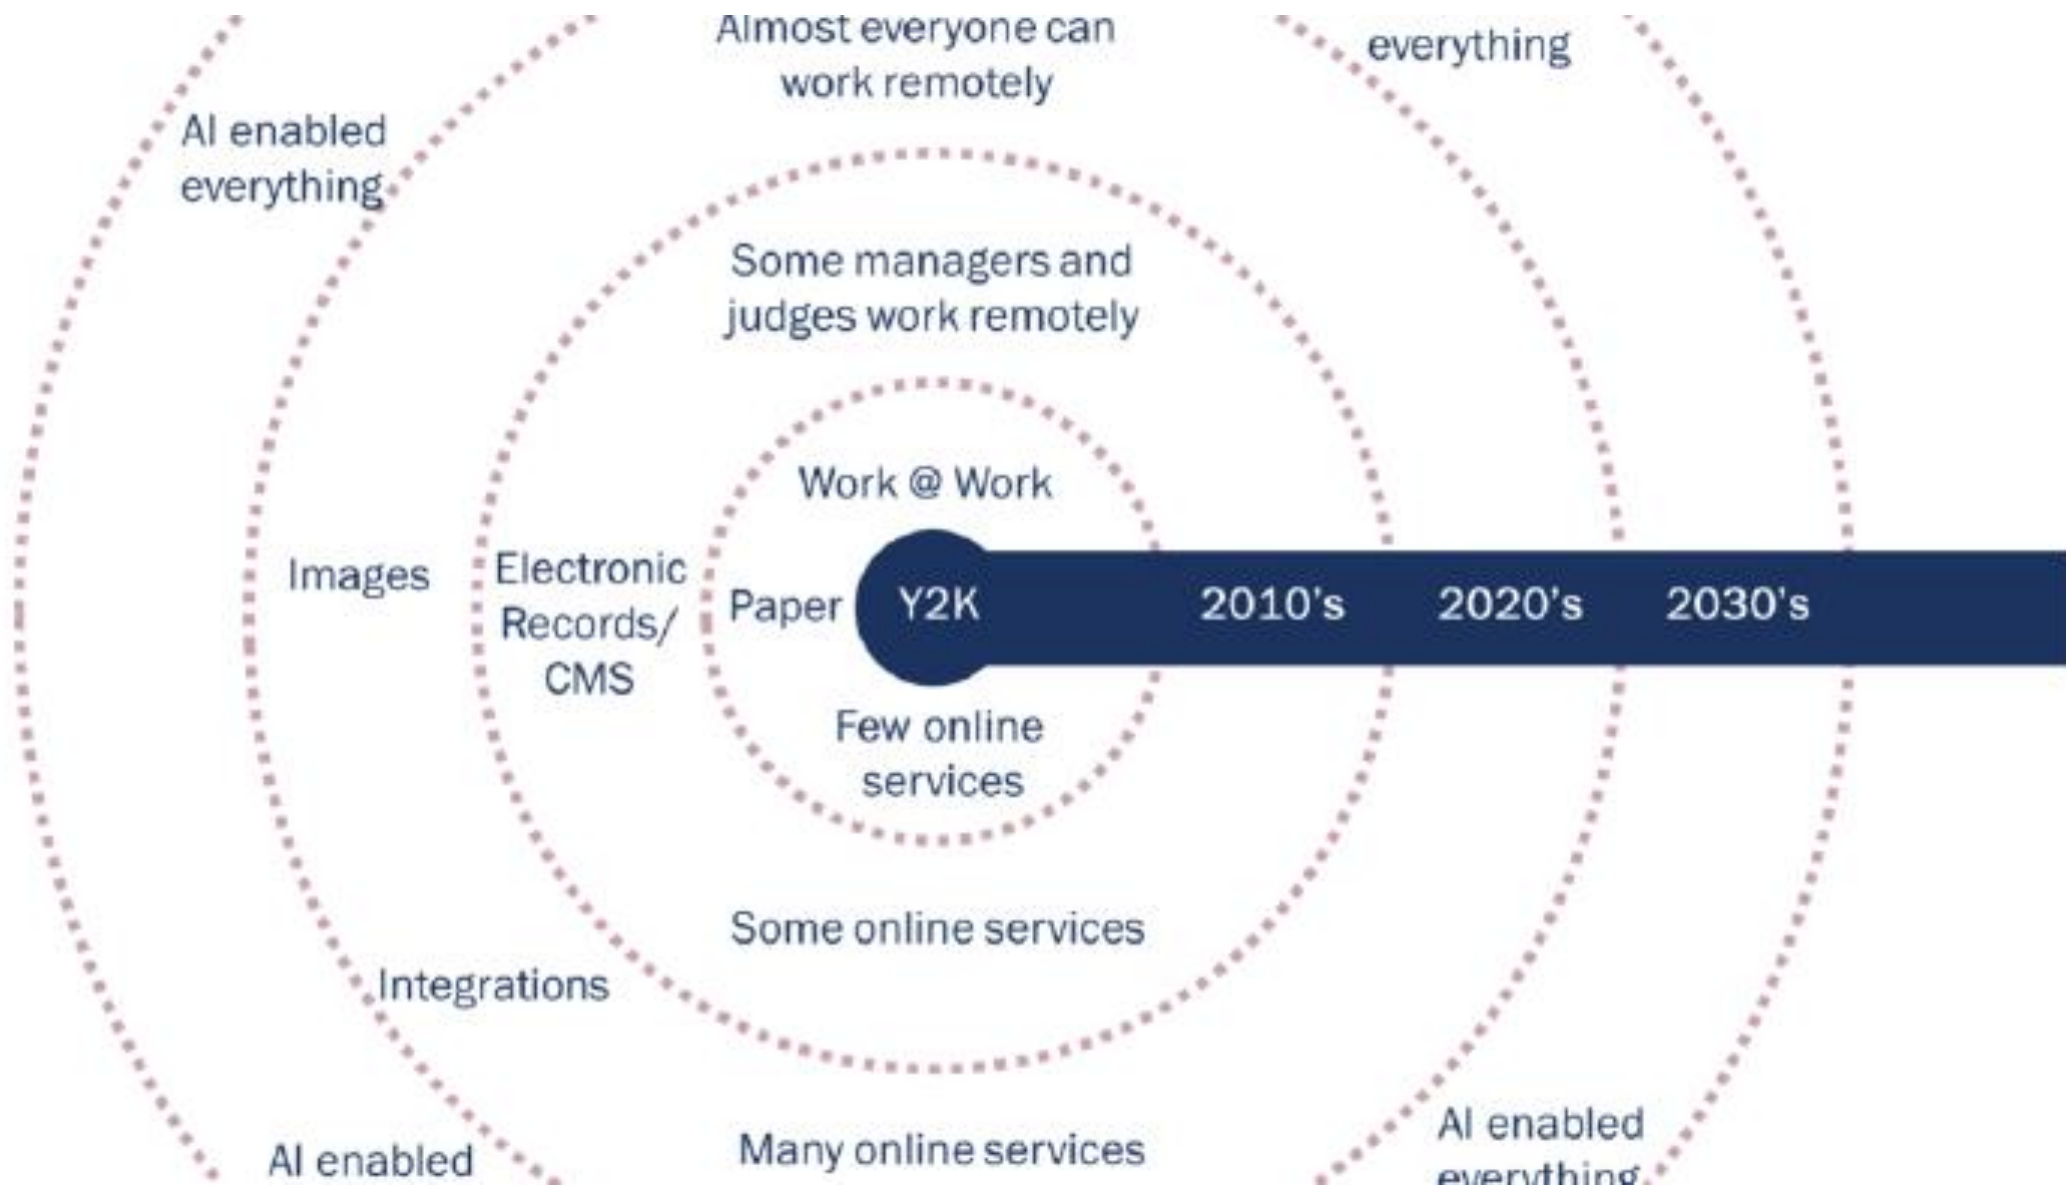 Almost everyone can
work remotely
everything
AI enabled
everything
Some managers and
judges work remotely
Work @ Work
Images
Electronic
Records/
CMS
Paper
Y2K
2010's
2020's
2030's
Few online
services
Some online services
Integrations
Many online services
AI enabled
AI enabled
everything